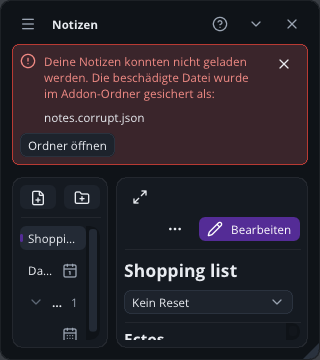 Notizen
Deine Notizen konnten nicht geladen
werden. Die beschädigte Datei wurde
im Addon-Ordner gesichert als:
notes.corrupt.json
Ordner öffnen
Bearbeiten
Shoppi...
Da...
... 1
Shopping list
Kein Reset